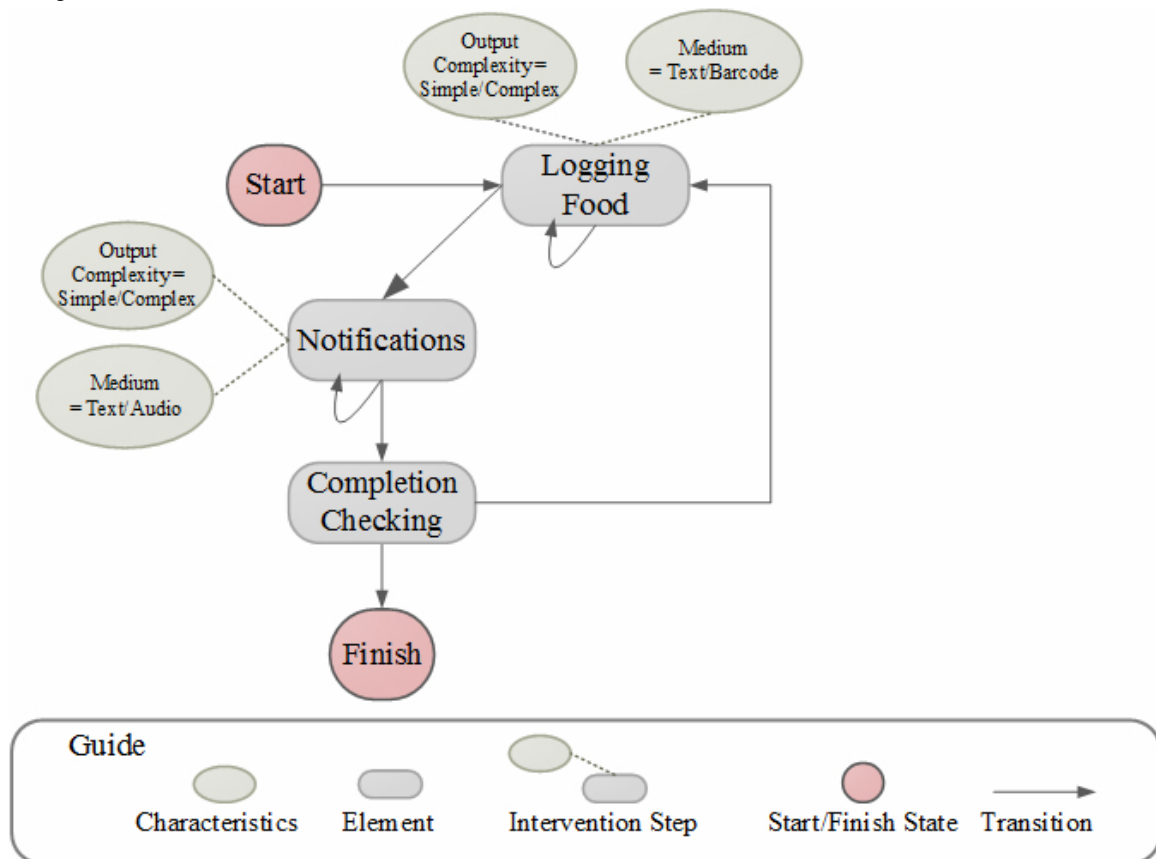 Output
Complexity=
Simple/Complex
Medium
= Text/Barcode
Start
Logging
Food
Output
Complexity=
Simple/Complex
Notifications
Medium
= Text/Audio
Completion
Checking
Finish
Guide
Characteristics
Element
Intervention Step
Start/Finish State
Transition